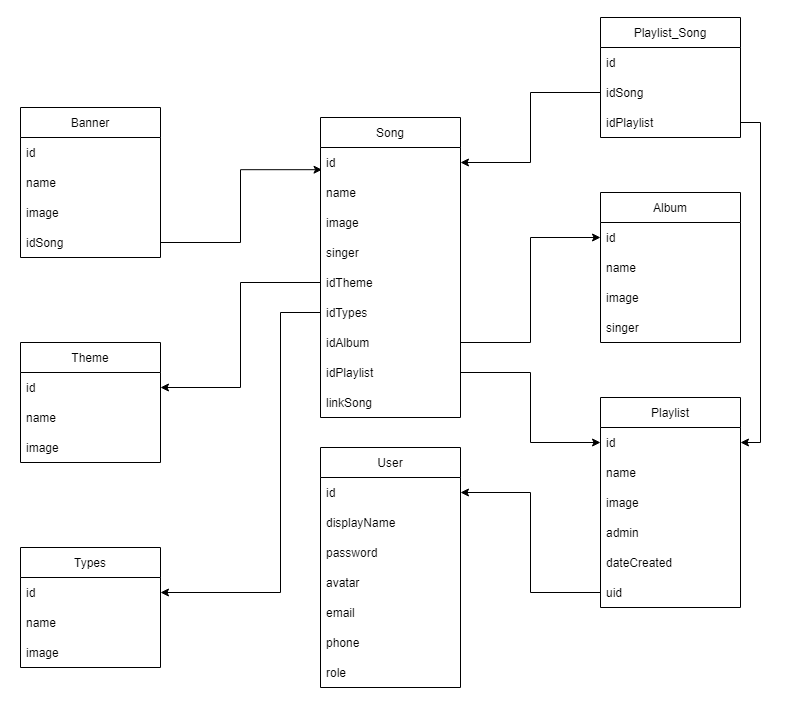 Playlist_Song
id
idSong
idPlaylist
Banner
id
name
image
idSong
Song
id
name
image
singer
idTheme
idTypes
idAlbum
idPlaylist
linkSong
Album
id
name
image
singer
Theme
id
name
image
Playlist
id
name
image
admin
dateCreated
uid
User
id
displayName
password
avatar
email
phone
role
Types
id
name
image